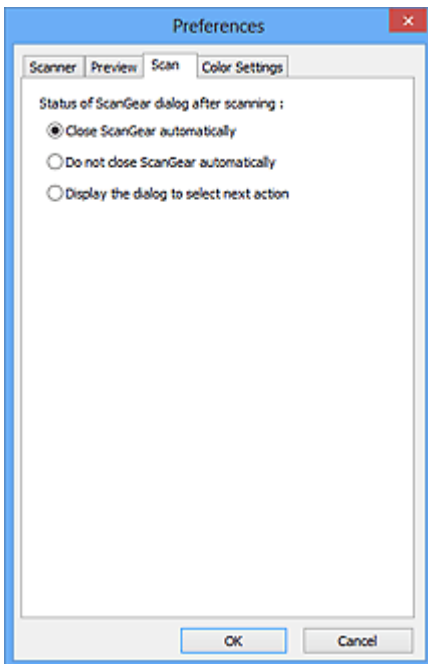 Preferences
Scanner Preview Scan Color Settings
Status of ScanGear dialog after scanning :
Close ScanGear automatically
Do not close ScanGear automatically
Display the dialog to select next action
OK Cancel